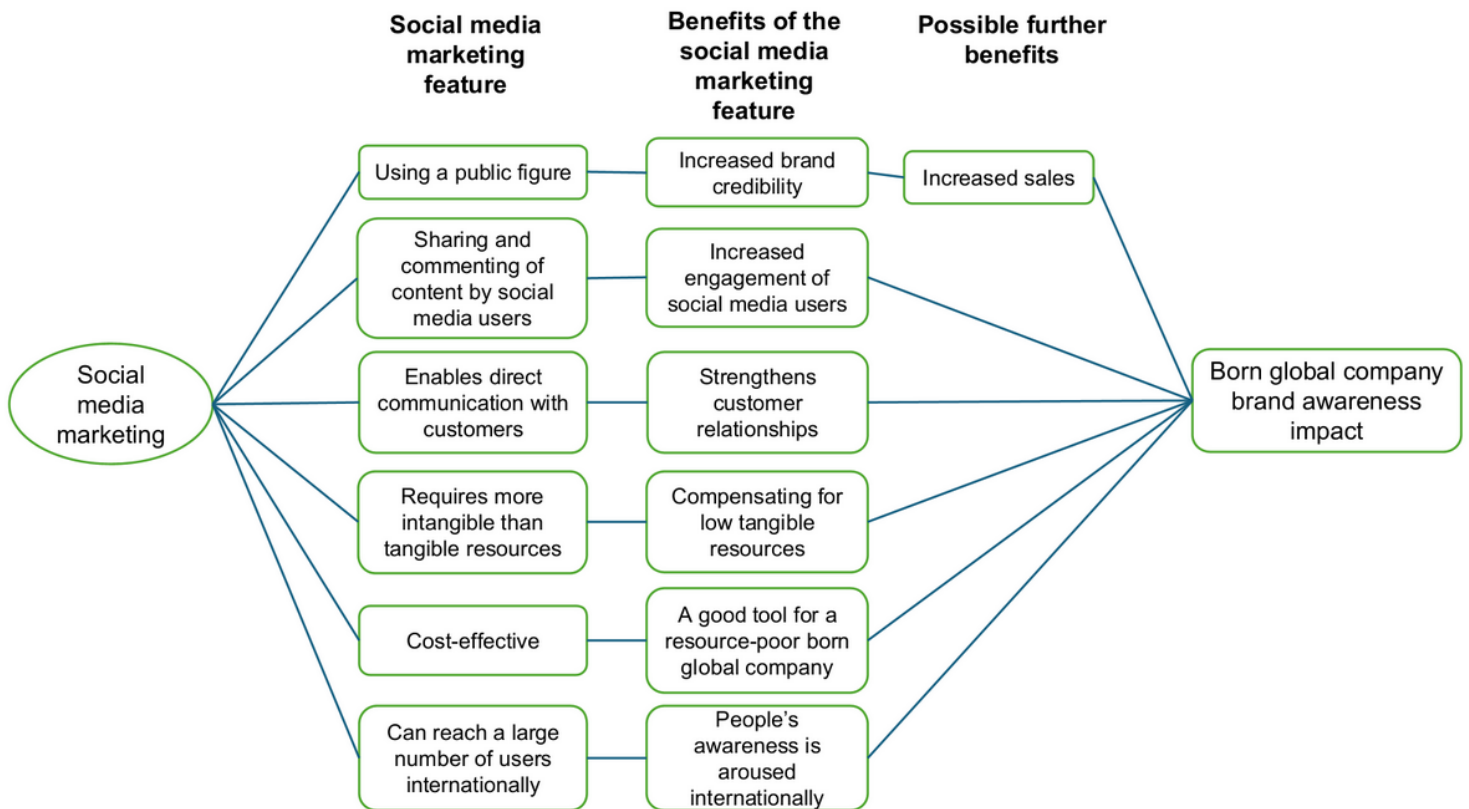 Social media
marketing
feature
Benefits of the
social media
marketing
feature
Possible further
benefits
Using a public figure
Increased brand
credibility
Increased sales
Sharing and
commenting of
content by social
media users
Increased
engagement of
social media users
Social
media
marketing
Enables direct
communication with
customers
Strengthens
customer
relationships
Born global company
brand awareness
impact
Requires more
intangible than
tangible resources
Compensating for
low tangible
resources
Cost-effective
A good tool for a
resource-poor born
global company
Can reach a large
number of users
internationally
People’s
awareness is
aroused
internationally